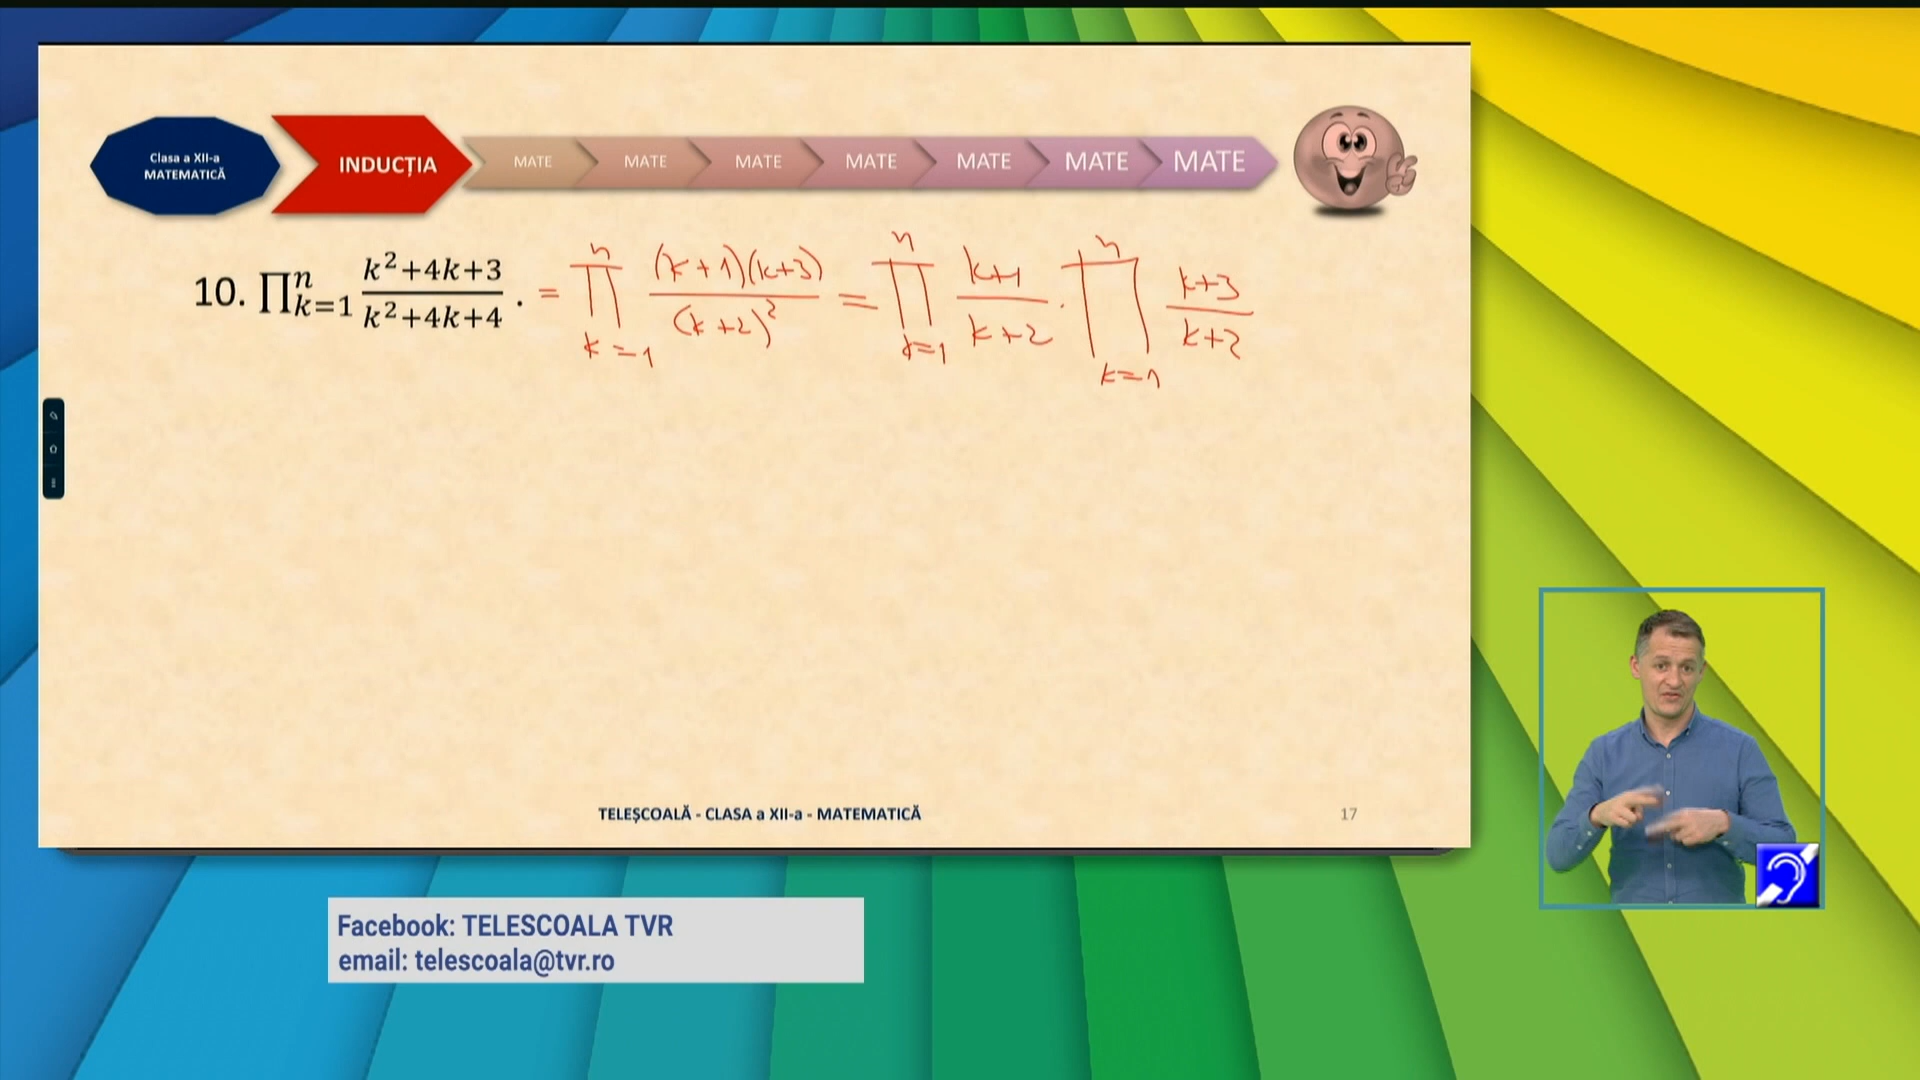 Clasa a XII-a
MATEMATICĂ
INDUCȚIA
MATE
MATE
MATE
MATE
MATE
MATE
MATE
10. ∏ⁿₖ₌₁ (k²+4k+3)/(k²+4k+4) . = ∏ⁿₖ₌₁ (k+1)(k+3)/(k+2)² = ∏ⁿₖ₌₁ (k+1)/(k+2) · ∏ⁿₖ₌₁ (k+3)/(k+2)
TELEȘCOALĂ - CLASA a XII-a - MATEMATICĂ
17
Facebook: TELESCOALA TVR
email: telescoala@tvr.ro